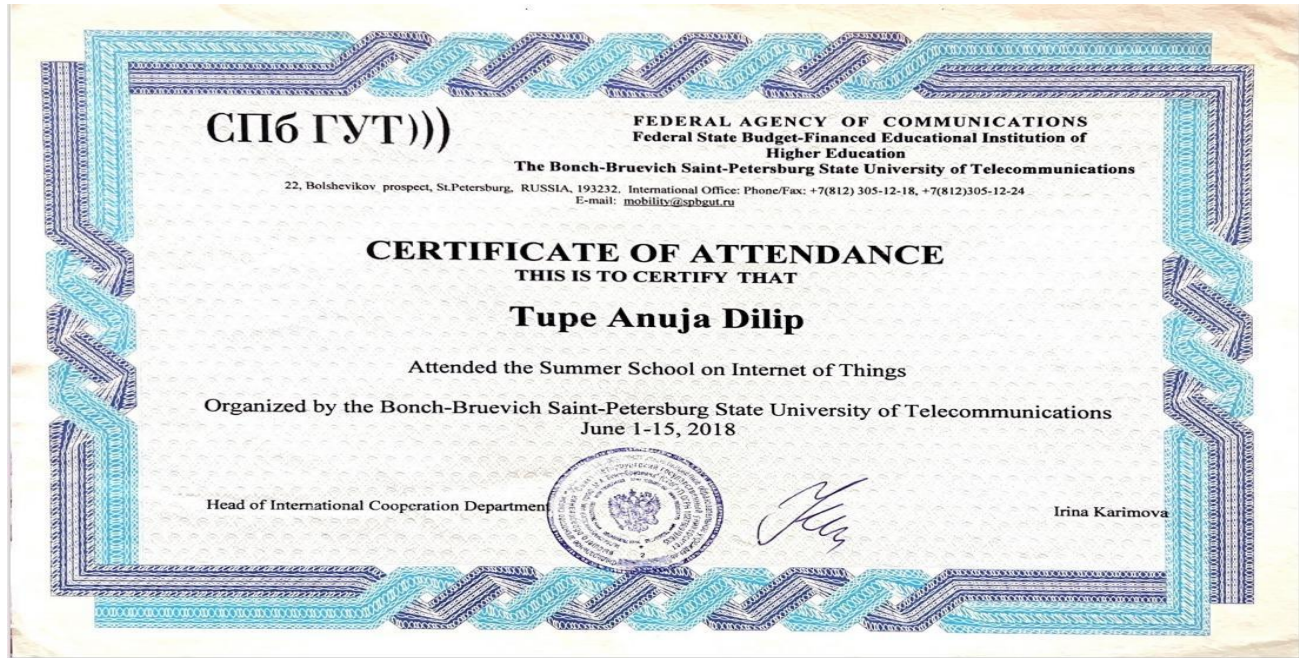 СПб ГУТ)))
FEDERAL AGENCY OF COMMUNICATIONS
Federal State Budget-Financed Educational Institution of
Higher Education
The Bonch-Bruevich Saint-Petersburg State University of Telecommunications
22, Bolshevikov prospect, St.Petersburg, RUSSIA, 193232, International Office: Phone/Fax: +7(812) 305-12-18, +7(812)305-12-24
E-mail: mobility@spbgut.ru
CERTIFICATE OF ATTENDANCE
THIS IS TO CERTIFY THAT
Tupe Anuja Dilip
Attended the Summer School on Internet of Things
Organized by the Bonch-Bruevich Saint-Petersburg State University of Telecommunications
June 1-15, 2018
Head of International Cooperation Department
Irina Karimova